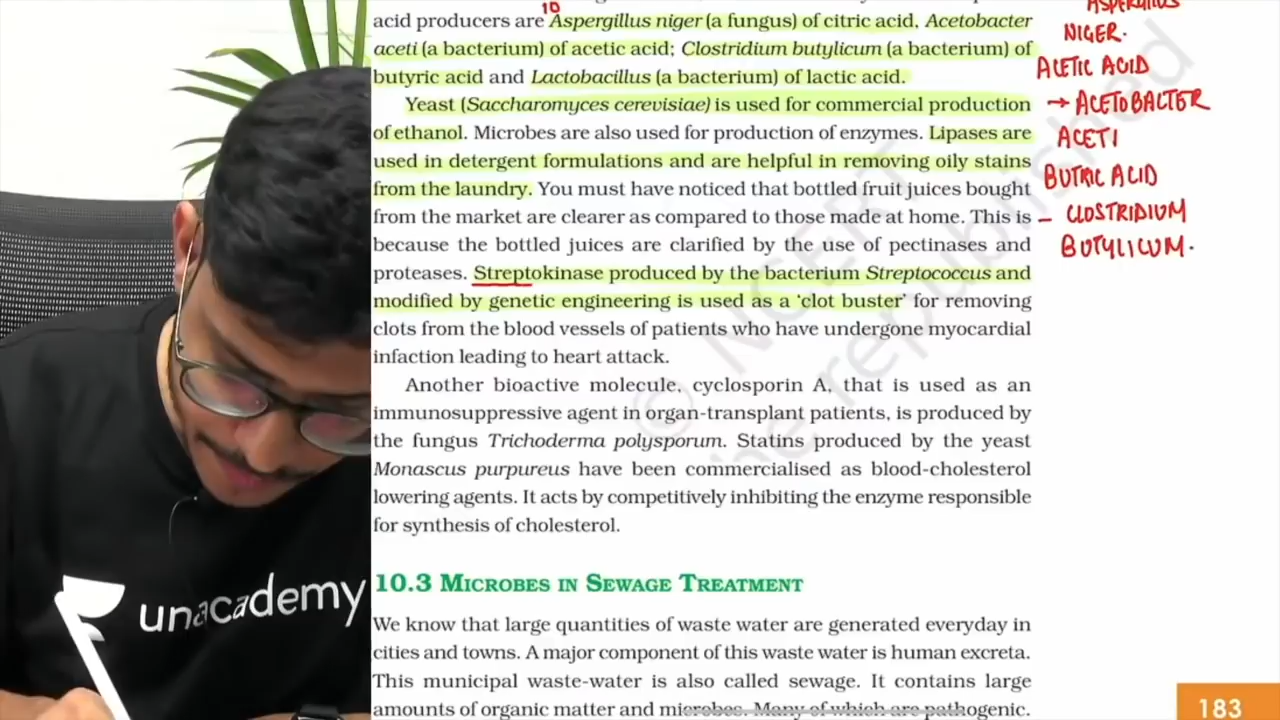 acid producers are Aspergillus niger (a fungus) of citric acid, Acetobacter
aceti (a bacterium) of acetic acid; Clostridium butylicum (a bacterium) of
butyric acid and Lactobacillus (a bacterium) of lactic acid.
Yeast (Saccharomyces cerevisiae) is used for commercial production
of ethanol. Microbes are also used for production of enzymes. Lipases are
used in detergent formulations and are helpful in removing oily stains
from the laundry. You must have noticed that bottled fruit juices bought
from the market are clearer as compared to those made at home. This is
because the bottled juices are clarified by the use of pectinases and
proteases. Streptokinase produced by the bacterium Streptococcus and
modified by genetic engineering is used as a ‘clot buster’ for removing
clots from the blood vessels of patients who have undergone myocardial
infaction leading to heart attack.
Another bioactive molecule, cyclosporin A, that is used as an
immunosuppressive agent in organ-transplant patients, is produced by
the fungus Trichoderma polysporum. Statins produced by the yeast
Monascus purpureus have been commercialised as blood-cholesterol
lowering agents. It acts by competitively inhibiting the enzyme responsible
for synthesis of cholesterol.
10.3 MICROBES IN SEWAGE TREATMENT
We know that large quantities of waste water are generated everyday in
cities and towns. A major component of this waste water is human excreta.
This municipal waste-water is also called sewage. It contains large
amounts of organic matter and microbes. Many of which are pathogenic.
183
10
ASPERGILLUS
NIGER.
ACETIC ACID
→ ACETOBACTER
ACETI
BUTRIC ACID
– CLOSTRIDIUM
BUTYLICUM.
© NCERT
be republished
unacademy